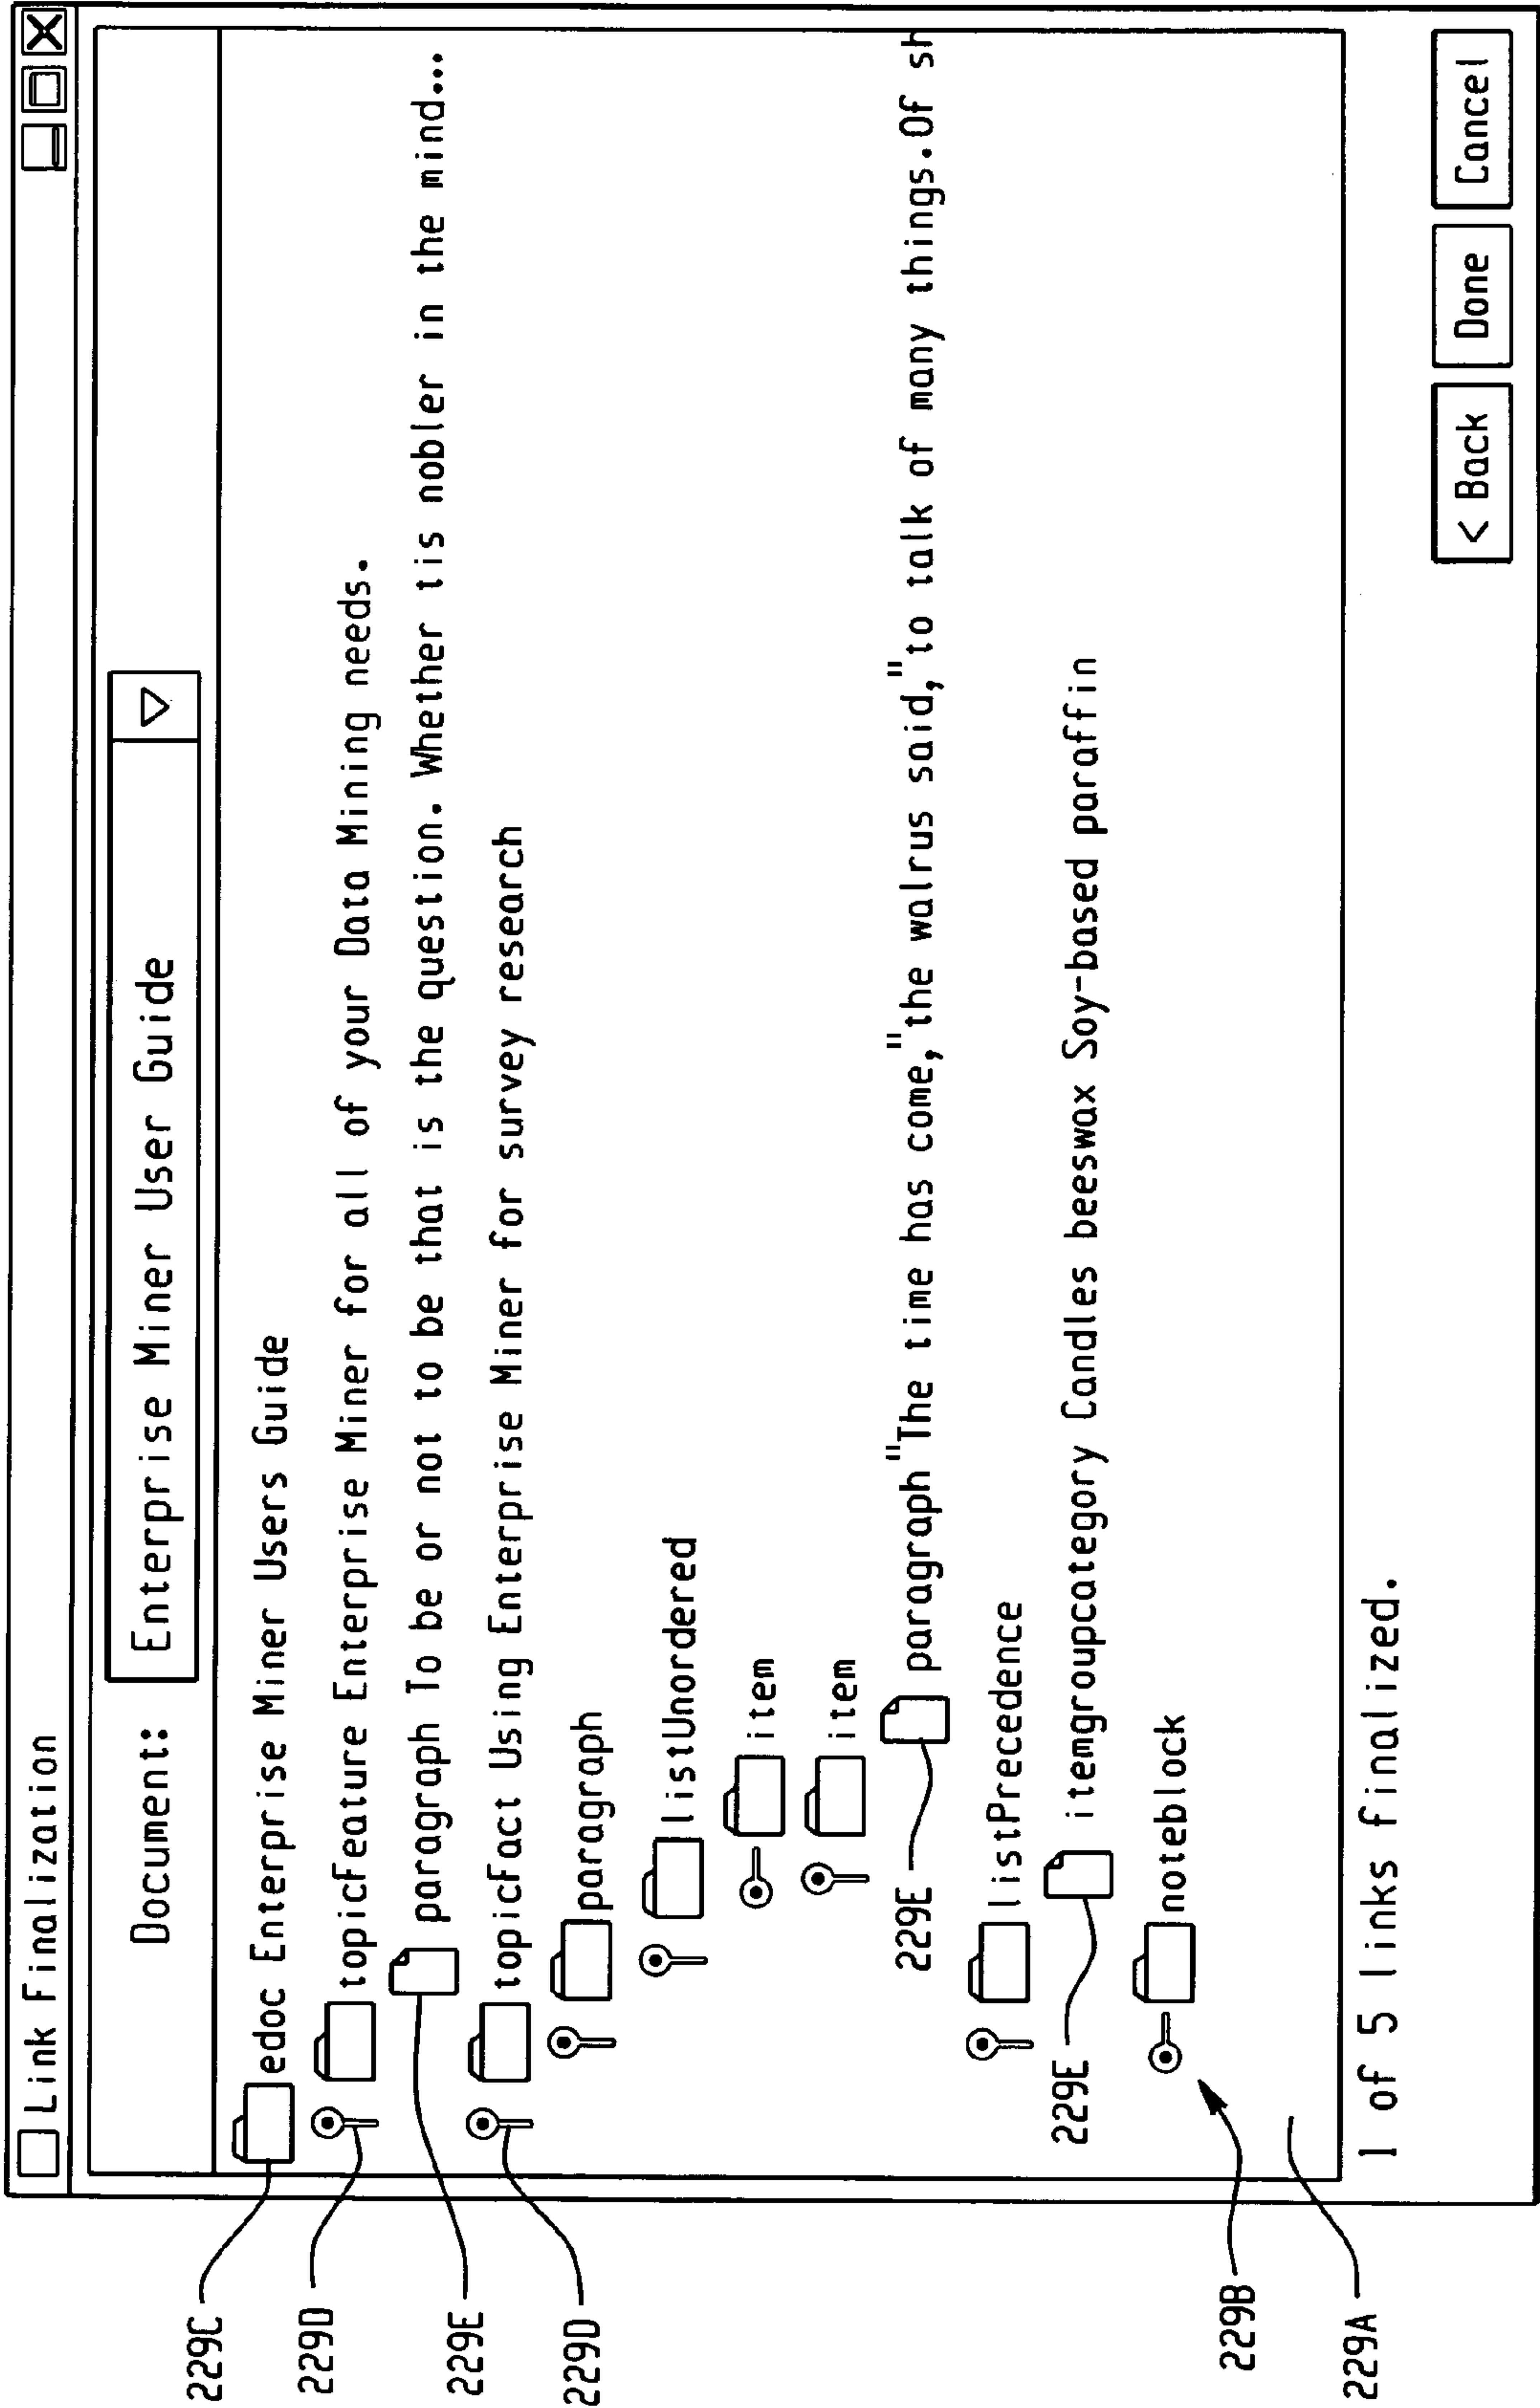 Link Finalization
Document: Enterprise Miner User Guide
229C edoc Enterprise Miner Users Guide
229D topicFeature Enterprise Miner for all of your Data Mining needs.
229E paragraph To be or not to be that is the question. Whether tis nobler in the mind...
229D topicFact Using Enterprise Miner for survey research
paragraph
listUnordered
item
item
229E paragraph "The time has come," the walrus said, "to talk of many things.Of sh
listPrecedence
229E itemgroupcategory Candles beeswax Soy-based paraffin
noteblock
229B
229A
1 of 5 links finalized.
< Back Done Cancel